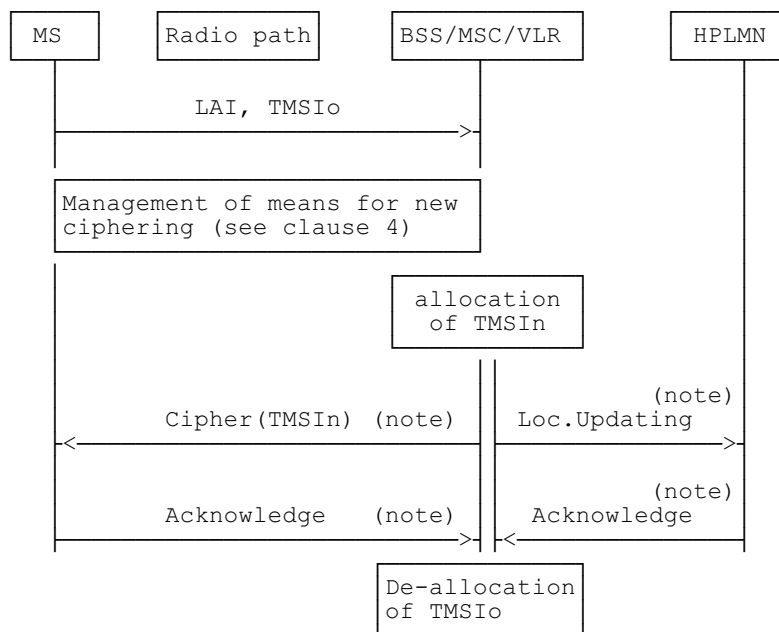 MS
Radio path
BSS/MSC/VLR
HPLMN
LAI, TMSIo
Management of means for new
ciphering (see clause 4)
allocation
of TMSIn
(note)
Cipher(TMSIn) (note)
Loc.Updating
(note)
Acknowledge (note)
Acknowledge
De-allocation
of TMSIo